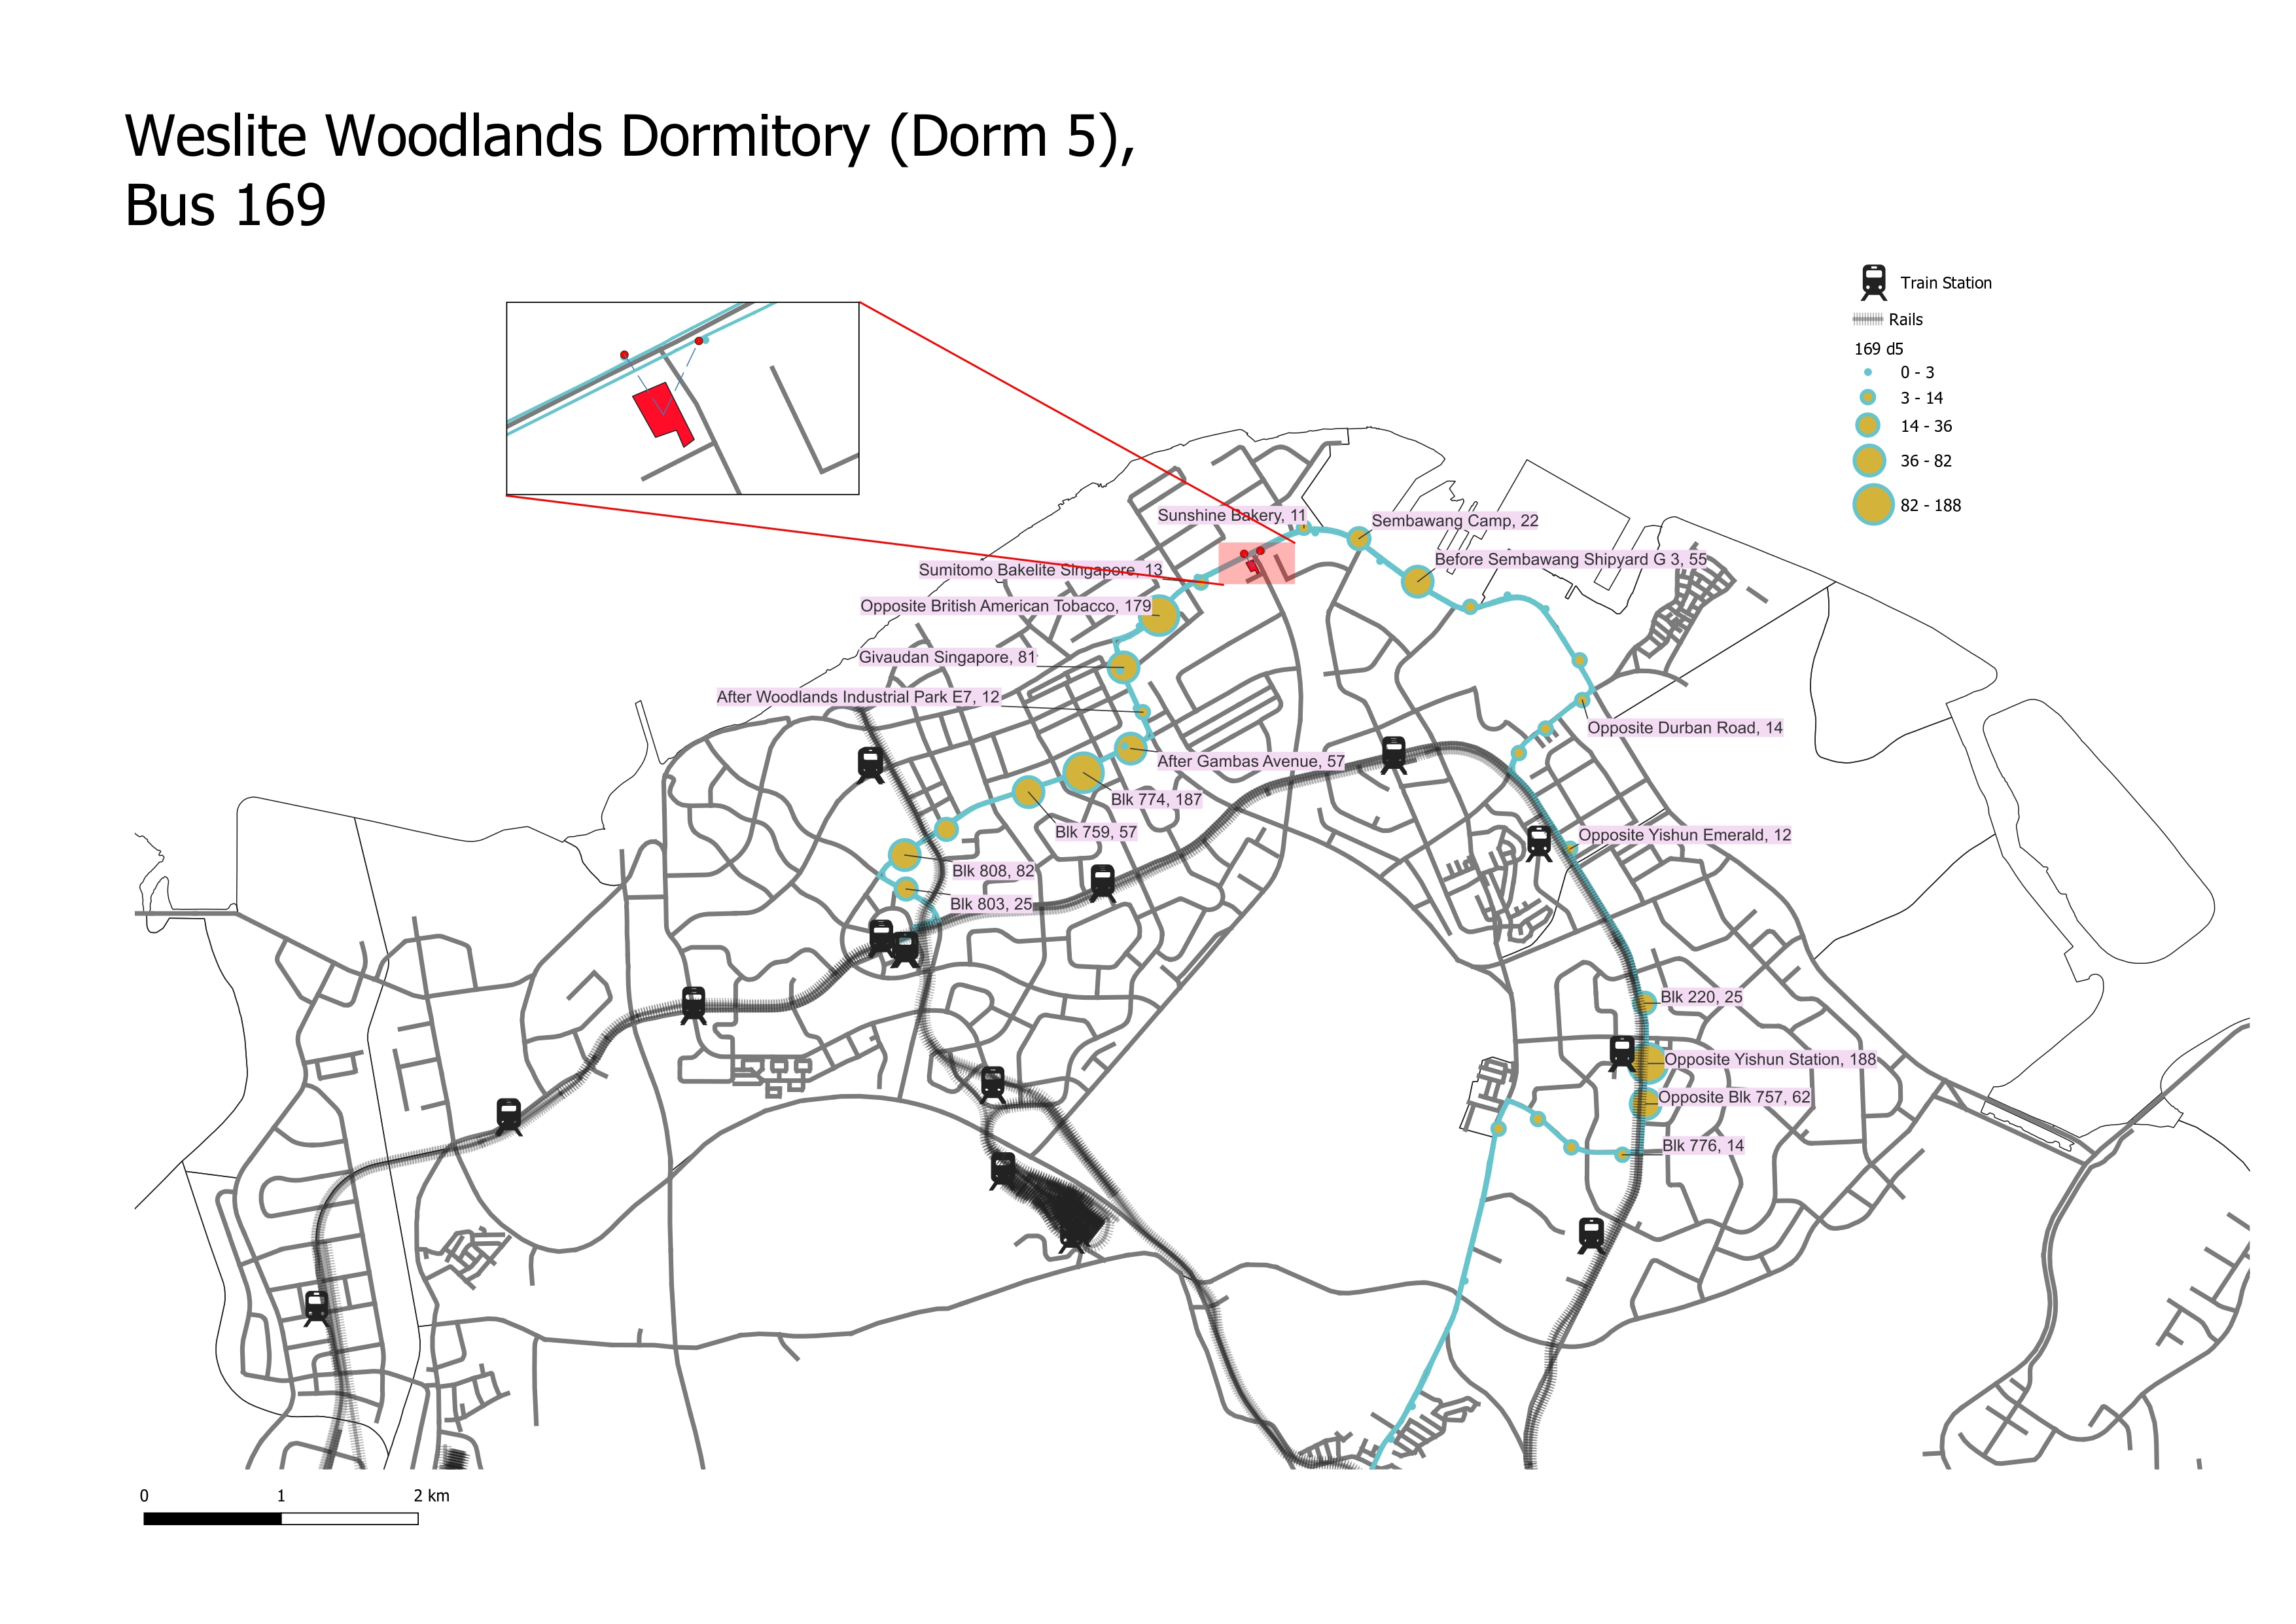 Weslite Woodlands Dormitory (Dorm 5),
Bus 169
Train Station
Rails
169 d5
0 - 3
3 - 14
14 - 36
36 - 82
82 - 188
Sunshine Bakery, 11
Sembawang Camp, 22
Before Sembawang Shipyard G 3, 55
Sumitomo Bakelite Singapore, 13
Opposite British American Tobacco, 179
Givaudan Singapore, 81
After Woodlands Industrial Park E7, 12
Opposite Durban Road, 14
After Gambas Avenue, 57
Blk 774, 187
Blk 759, 57
Opposite Yishun Emerald, 12
Blk 808, 82
Blk 803, 25
Blk 220, 25
Opposite Yishun Station, 188
Opposite Blk 757, 62
Blk 776, 14
0 1 2 km